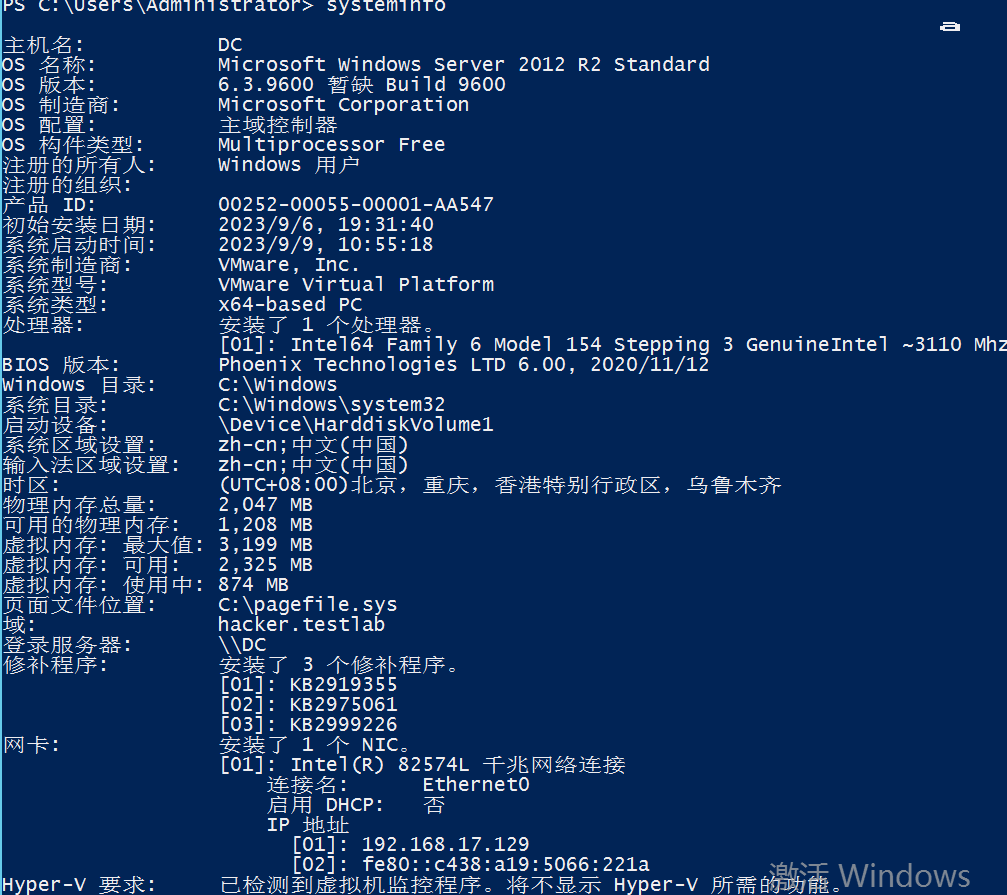 PS C:\Users\Administrator> systeminfo
主机名: DC
OS 名称: Microsoft Windows Server 2012 R2 Standard
OS 版本: 6.3.9600 暂缺 Build 9600
OS 制造商: Microsoft Corporation
OS 配置: 主域控制器
OS 构件类型: Multiprocessor Free
注册的所有人: Windows 用户
注册的组织:
产品 ID: 00252-00055-00001-AA547
初始安装日期: 2023/9/6, 19:31:40
系统启动时间: 2023/9/9, 10:55:18
系统制造商: VMware, Inc.
系统型号: VMware Virtual Platform
系统类型: x64-based PC
处理器: 安装了 1 个处理器。
[01]: Intel64 Family 6 Model 154 Stepping 3 GenuineIntel ~3110 Mhz
BIOS 版本: Phoenix Technologies LTD 6.00, 2020/11/12
Windows 目录: C:\Windows
系统目录: C:\Windows\system32
启动设备: \Device\HarddiskVolume1
系统区域设置: zh-cn;中文(中国)
输入法区域设置: zh-cn;中文(中国)
时区: (UTC+08:00)北京，重庆，香港特别行政区，乌鲁木齐
物理内存总量: 2,047 MB
可用的物理内存: 1,208 MB
虚拟内存: 最大值: 3,199 MB
虚拟内存: 可用: 2,325 MB
虚拟内存: 使用中: 874 MB
页面文件位置: C:\pagefile.sys
域: hacker.testlab
登录服务器: \\DC
修补程序: 安装了 3 个修补程序。
[01]: KB2919355
[02]: KB2975061
[03]: KB2999226
网卡: 安装了 1 个 NIC。
[01]: Intel(R) 82574L 千兆网络连接
连接名: Ethernet0
启用 DHCP: 否
IP 地址
[01]: 192.168.17.129
[02]: fe80::c438:a19:5066:221a
Hyper-V 要求: 已检测到虚拟机监控程序。将不显示 Hyper-V 所需的功能。
激活 Windows